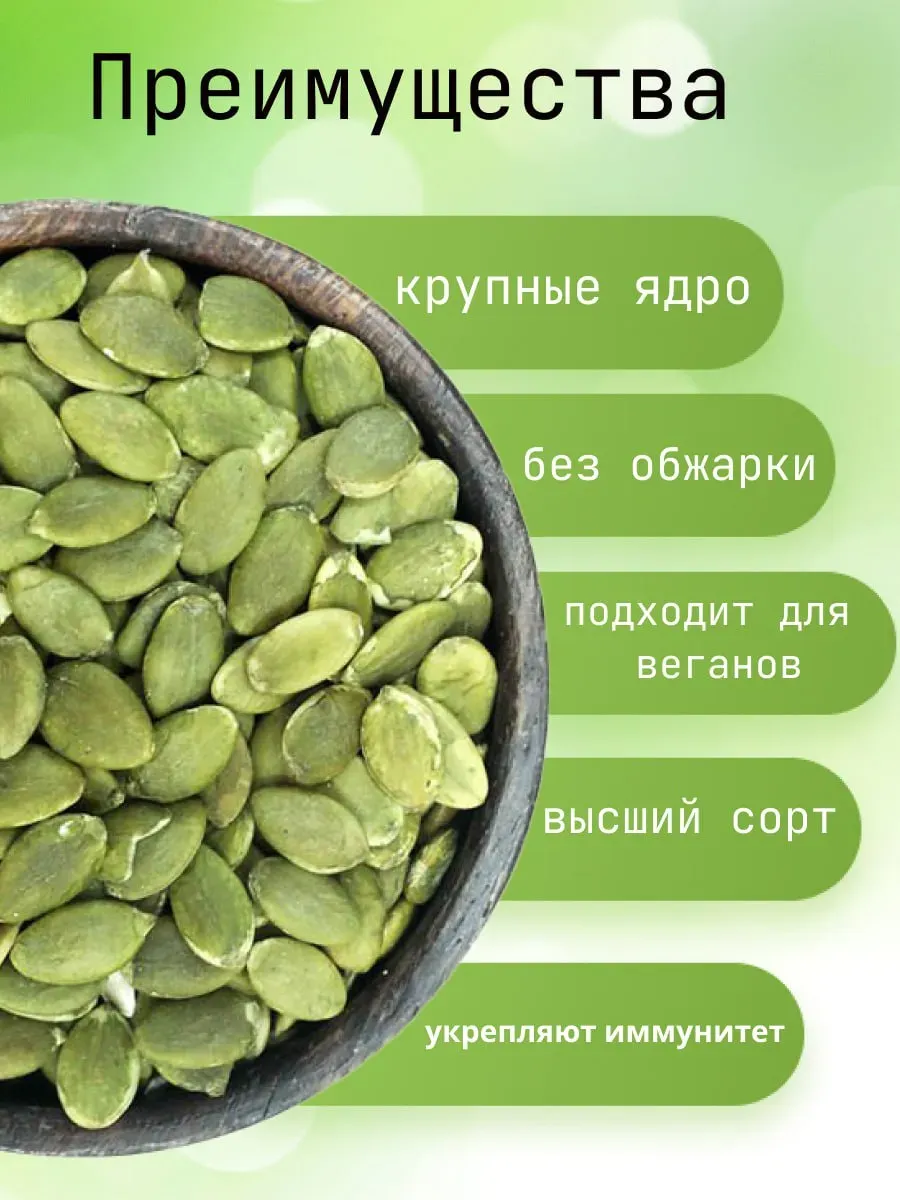 Преимущества
крупные ядро
без обжарки
подходит для
веганов
высший сорт
укрепляют иммунитет